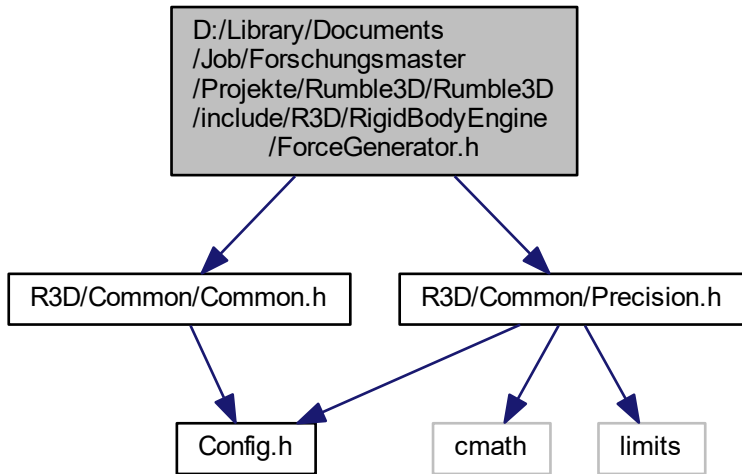 D:/Library/Documents
/Job/Forschungsmaster
/Projekte/Rumble3D/Rumble3D
/include/R3D/RigidBodyEngine
/ForceGenerator.h
R3D/Common/Common.h
R3D/Common/Precision.h
Config.h
cmath
limits